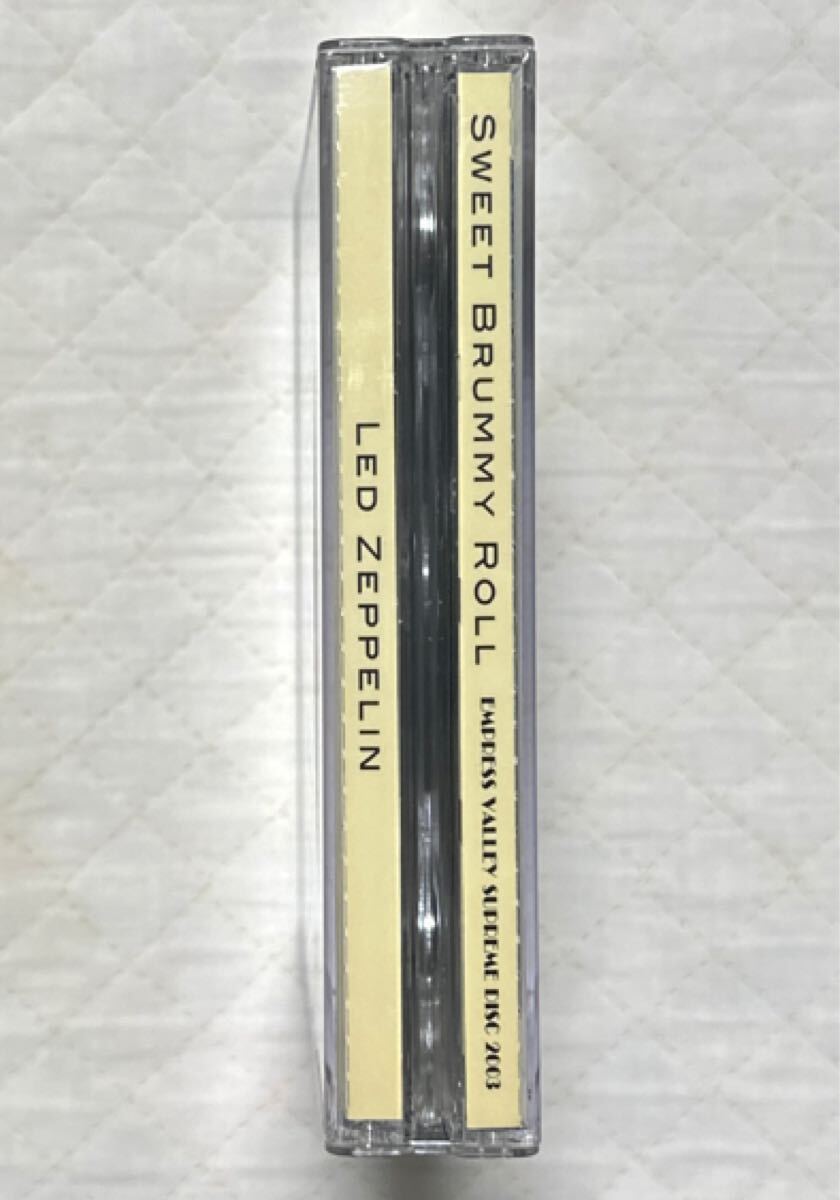 SWEET BRUMMY ROLL EMPRESS VALLEY SUPREME DISC 2003
LED ZEPPELIN